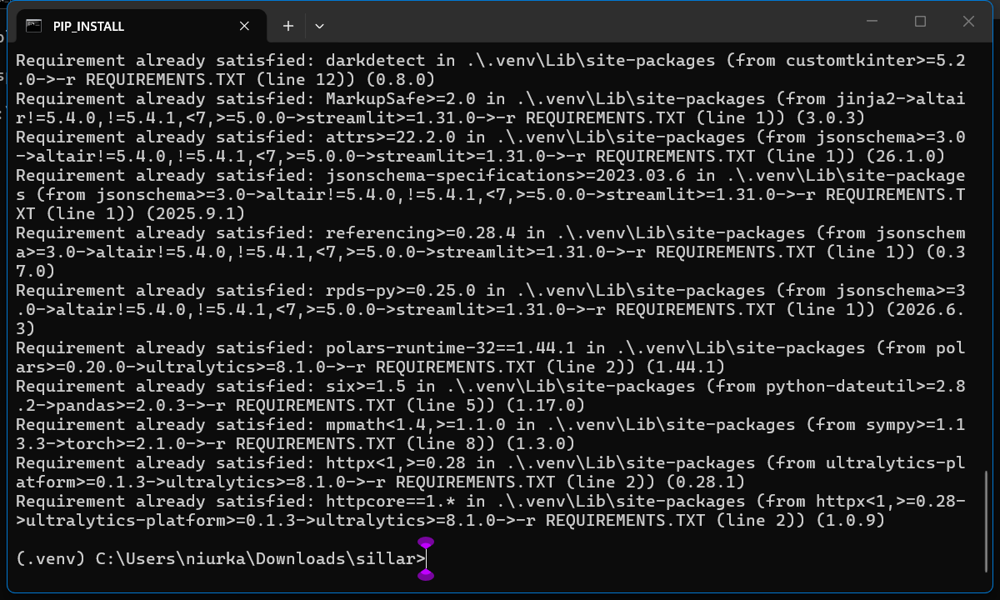 PIP_INSTALL
Requirement already satisfied: darkdetect in .\.venv\Lib\site-packages (from customtkinter>=5.2
.0->-r REQUIREMENTS.TXT (line 12)) (0.8.0)
Requirement already satisfied: MarkupSafe>=2.0 in .\.venv\Lib\site-packages (from jinja2->altai
r!=5.4.0,!=5.4.1,<7,>=5.0.0->streamlit>=1.31.0->-r REQUIREMENTS.TXT (line 1)) (3.0.3)
Requirement already satisfied: attrs>=22.2.0 in .\.venv\Lib\site-packages (from jsonschema>=3.0
->altair!=5.4.0,!=5.4.1,<7,>=5.0.0->streamlit>=1.31.0->-r REQUIREMENTS.TXT (line 1)) (26.1.0)
Requirement already satisfied: jsonschema-specifications>=2023.03.6 in .\.venv\Lib\site-package
s (from jsonschema>=3.0->altair!=5.4.0,!=5.4.1,<7,>=5.0.0->streamlit>=1.31.0->-r REQUIREMENTS.T
XT (line 1)) (2025.9.1)
Requirement already satisfied: referencing>=0.28.4 in .\.venv\Lib\site-packages (from jsonschem
a>=3.0->altair!=5.4.0,!=5.4.1,<7,>=5.0.0->streamlit>=1.31.0->-r REQUIREMENTS.TXT (line 1)) (0.3
7.0)
Requirement already satisfied: rpds-py>=0.25.0 in .\.venv\Lib\site-packages (from jsonschema>=3
.0->altair!=5.4.0,!=5.4.1,<7,>=5.0.0->streamlit>=1.31.0->-r REQUIREMENTS.TXT (line 1)) (2026.6.
3)
Requirement already satisfied: polars-runtime-32==1.44.1 in .\.venv\Lib\site-packages (from pol
ars>=0.20.0->ultralytics>=8.1.0->-r REQUIREMENTS.TXT (line 2)) (1.44.1)
Requirement already satisfied: six>=1.5 in .\.venv\Lib\site-packages (from python-dateutil>=2.8
.2->pandas>=2.0.3->-r REQUIREMENTS.TXT (line 5)) (1.17.0)
Requirement already satisfied: mpmath<1.4,>=1.1.0 in .\.venv\Lib\site-packages (from sympy>=1.1
3.3->torch>=2.1.0->-r REQUIREMENTS.TXT (line 8)) (1.3.0)
Requirement already satisfied: httpx<1,>=0.28 in .\.venv\Lib\site-packages (from ultralytics-pl
atform>=0.1.3->ultralytics>=8.1.0->-r REQUIREMENTS.TXT (line 2)) (0.28.1)
Requirement already satisfied: httpcore==1.* in .\.venv\Lib\site-packages (from httpx<1,>=0.28-
>ultralytics-platform>=0.1.3->ultralytics>=8.1.0->-r REQUIREMENTS.TXT (line 2)) (1.0.9)
(.venv) C:\Users\niurka\Downloads\sillar>